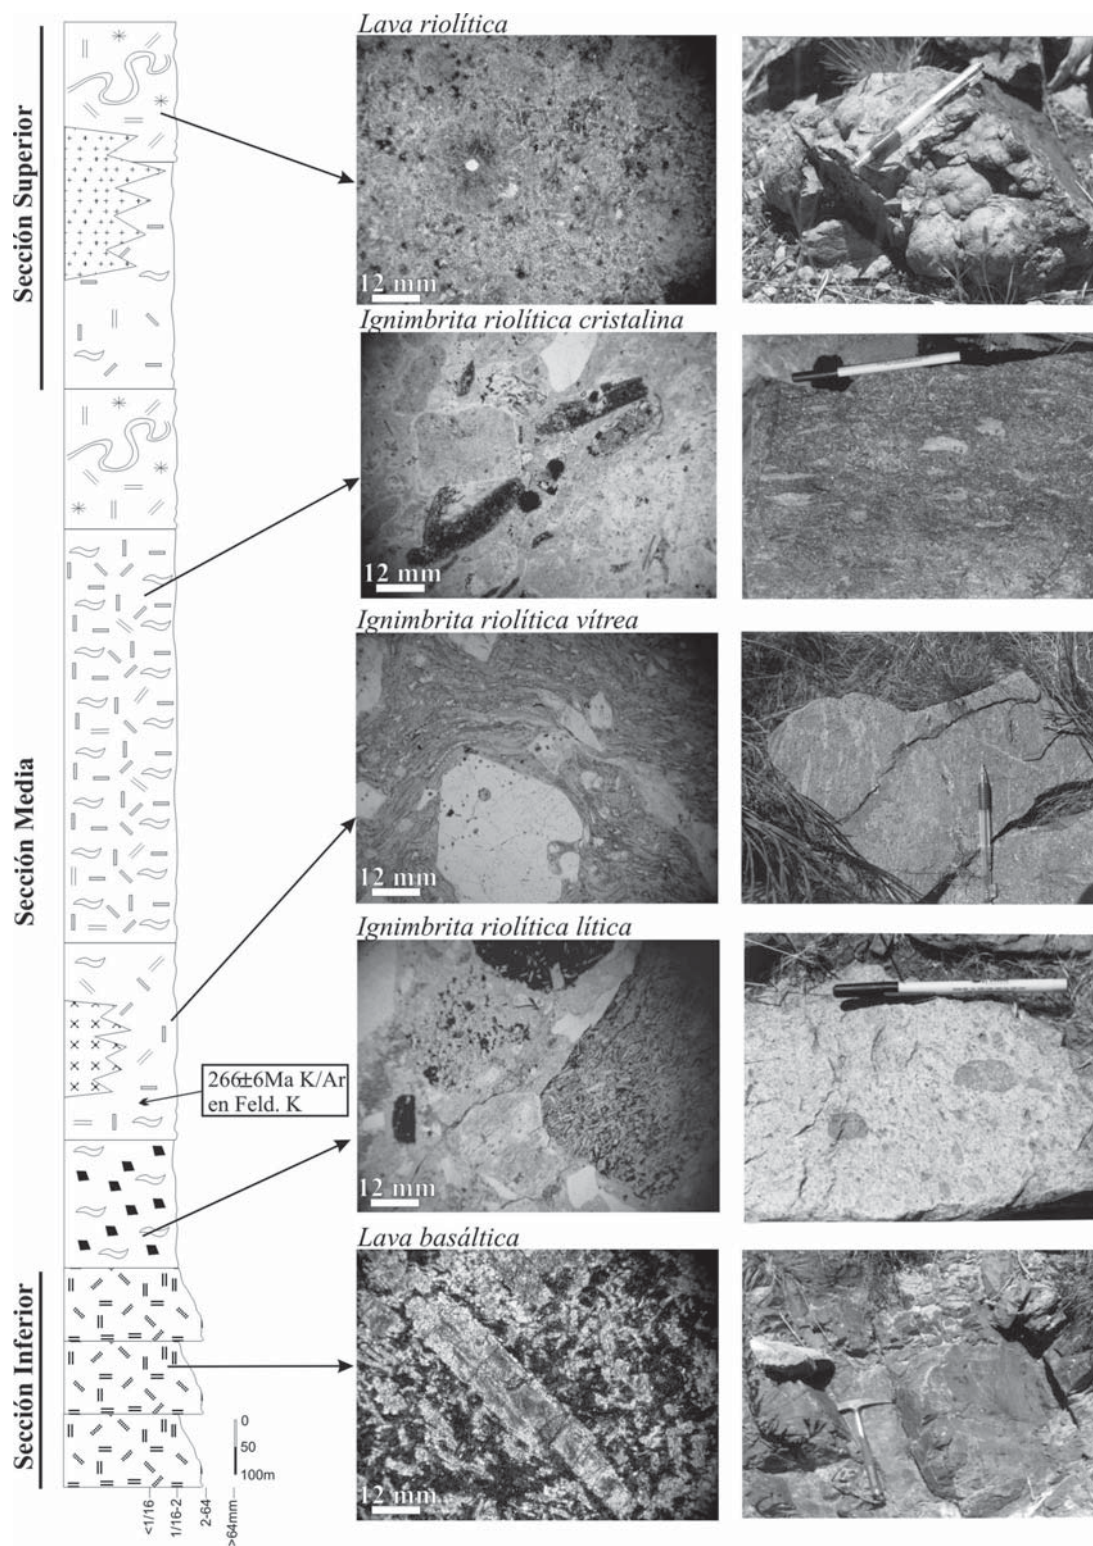 Lava riolítica
12 mm
Ignimbrita riolítica cristalina
12 mm
Ignimbrita riolítica vítrea
12 mm
Ignimbrita riolítica lítica
12 mm
Lava basáltica
12 mm
Sección Superior
Sección Media
Sección Inferior
266±6Ma K/Ar
en Feld. K
0
50
100m
<1/16
1/16-2
2-64
>64mm